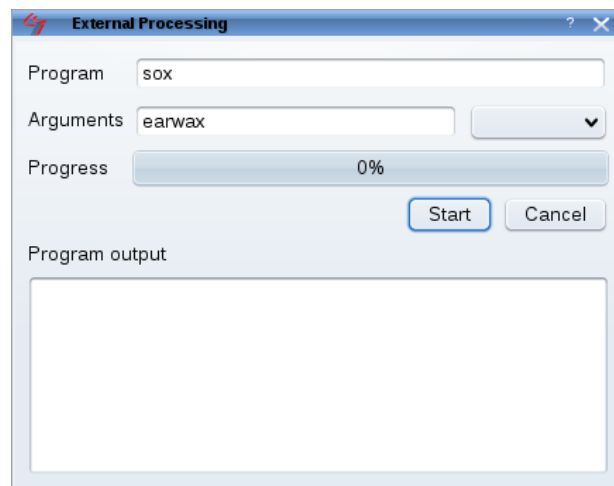 External Processing ?
Program sox
Arguments earwax
Progress 0%
Start Cancel
Program output